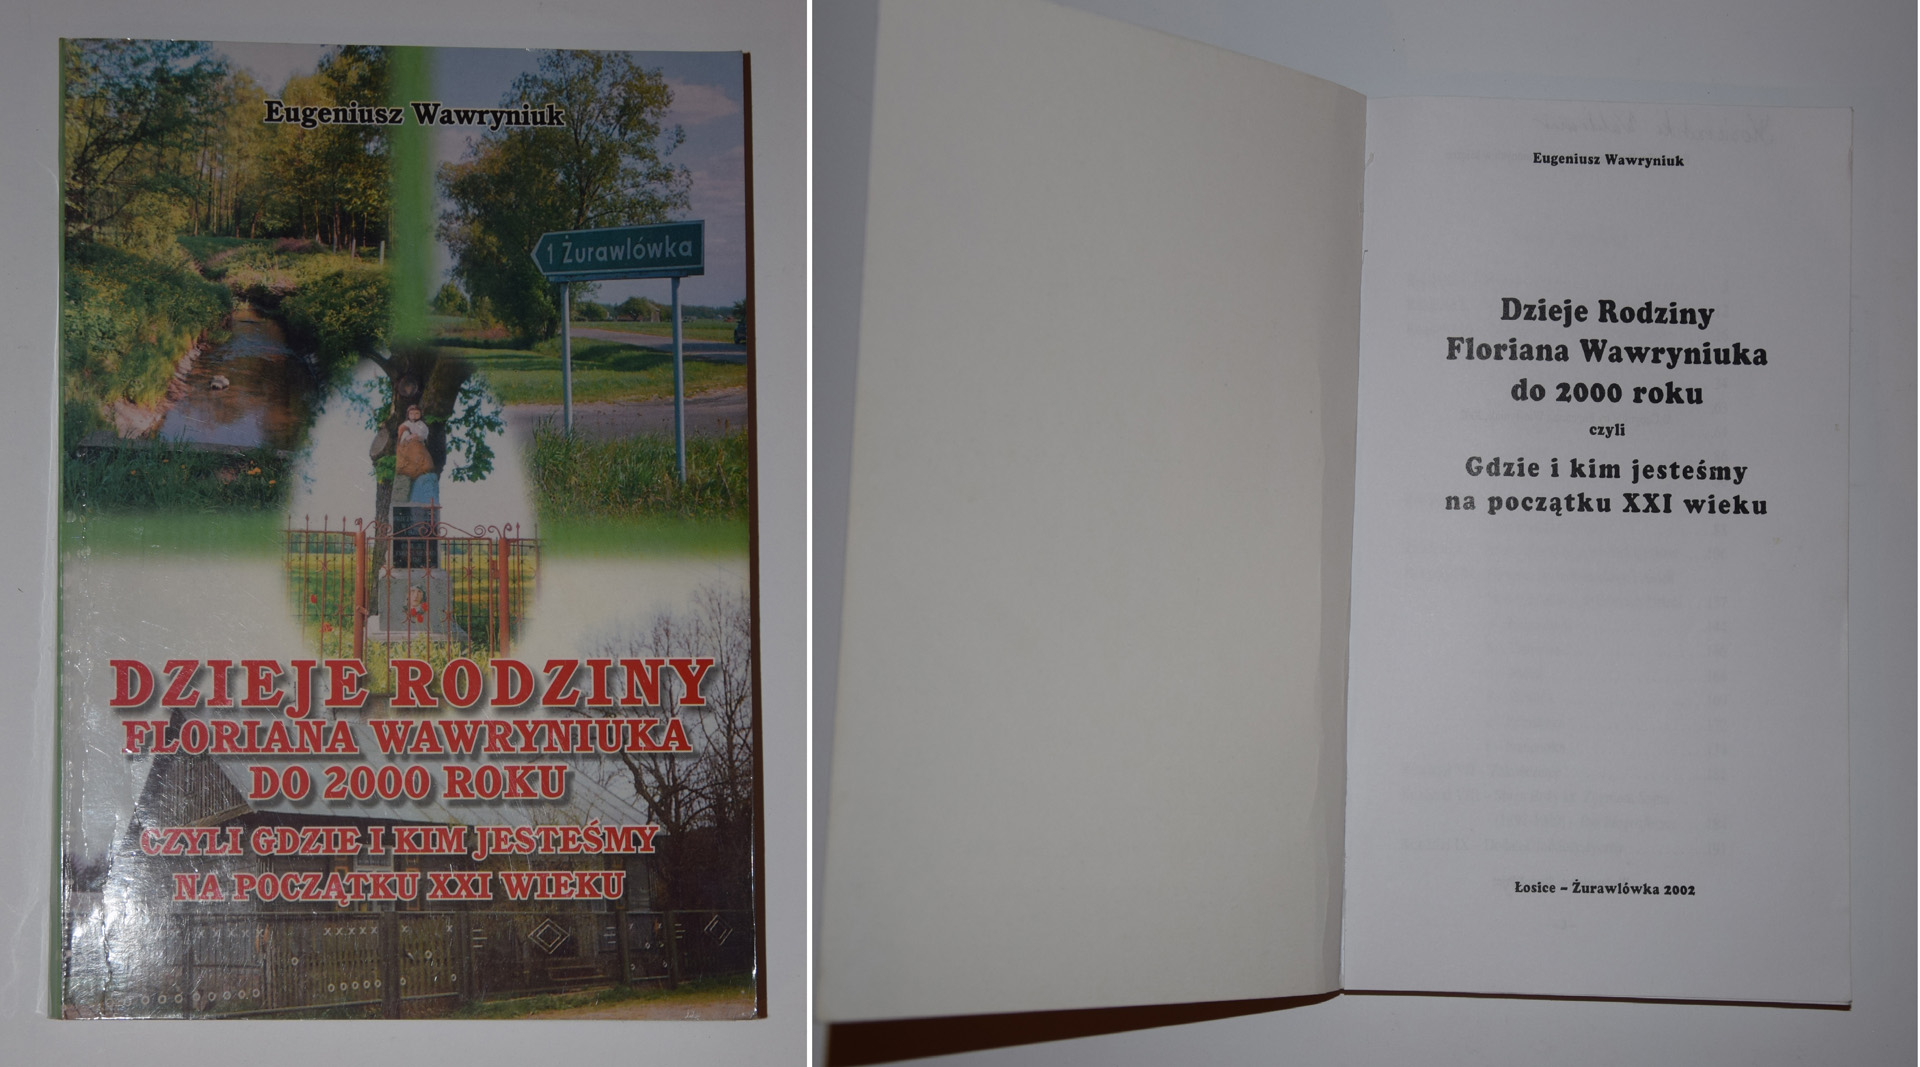 Eugeniusz Wawryniuk
1 Żurawlówka
DZIEJE RODZINY
FLORIANA WAWRYNIUKA
DO 2000 ROKU
CZYLI GDZIE I KIM JESTEŚMY
NA POCZĄTKU XXI WIEKU
Eugeniusz Wawryniuk
Dzieje Rodziny
Floriana Wawryniuka
do 2000 roku
czyli
Gdzie i kim jesteśmy
na początku XXI wieku
Łosice – Żurawlówka 2002